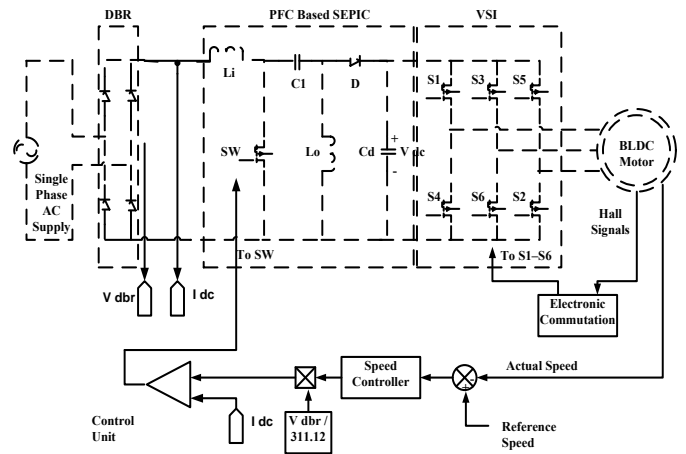 DBR
PFC Based SEPIC
VSI
Li
C1
D
S1
S3
S5
SW
Lo
Cd
+
V dc
-
BLDC
Motor
Single
Phase
AC
Supply
S4
S6
S2
Hall
Signals
To SW
To S1–S6
V dbr
I dc
Electronic
Commutation
Speed
Controller
-
+
Actual Speed
Control
Unit
I dc
V dbr /
311.12
Reference
Speed